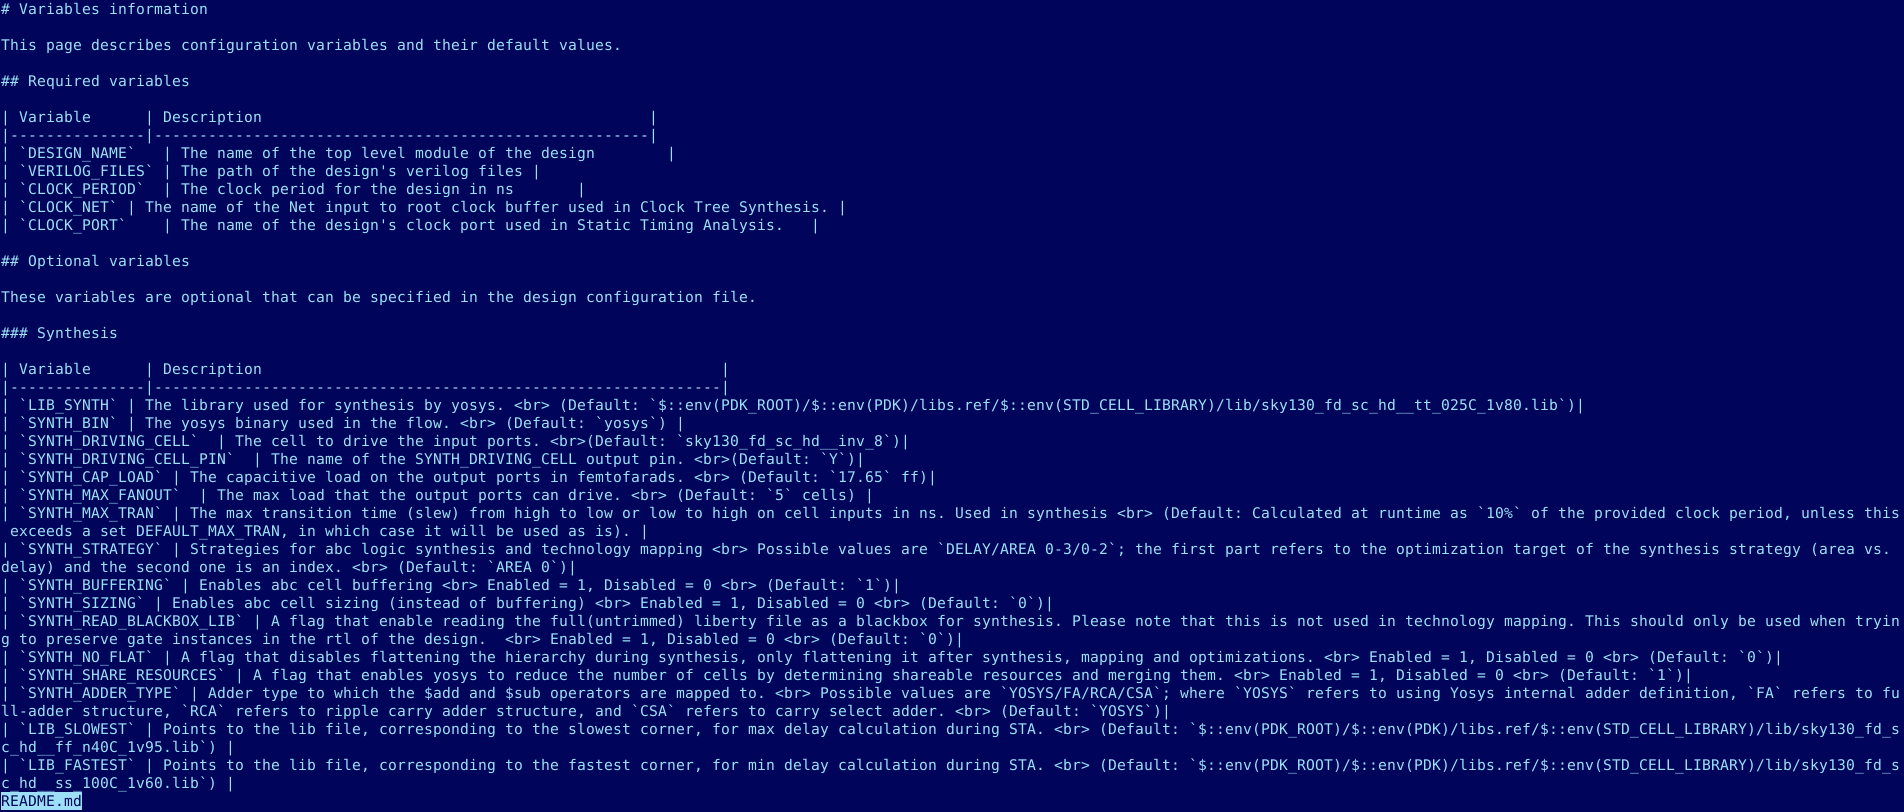 # Variables information
This page describes configuration variables and their default values.
## Required variables
| Variable      | Description                                           |
|---------------|-------------------------------------------------------|
| `DESIGN_NAME`   | The name of the top level module of the design        |
| `VERILOG_FILES` | The path of the design's verilog files |
| `CLOCK_PERIOD`  | The clock period for the design in ns       |
| `CLOCK_NET` | The name of the Net input to root clock buffer used in Clock Tree Synthesis. |
| `CLOCK_PORT`    | The name of the design's clock port used in Static Timing Analysis.   |
## Optional variables
These variables are optional that can be specified in the design configuration file.
### Synthesis
| Variable      | Description                                                   |
|---------------|---------------------------------------------------------------|
| `LIB_SYNTH` | The library used for synthesis by yosys. <br> (Default: `$::env(PDK_ROOT)/$::env(PDK)/libs.ref/$::env(STD_CELL_LIBRARY)/lib/sky130_fd_sc_hd__tt_025C_1v80.lib`)|
| `SYNTH_BIN` | The yosys binary used in the flow. <br> (Default: `yosys`) |
| `SYNTH_DRIVING_CELL`  | The cell to drive the input ports. <br>(Default: `sky130_fd_sc_hd__inv_8`)|
| `SYNTH_DRIVING_CELL_PIN`  | The name of the SYNTH_DRIVING_CELL output pin. <br>(Default: `Y`)|
| `SYNTH_CAP_LOAD` | The capacitive load on the output ports in femtofarads. <br> (Default: `17.65` ff)|
| `SYNTH_MAX_FANOUT`  | The max load that the output ports can drive. <br> (Default: `5` cells) |
| `SYNTH_MAX_TRAN` | The max transition time (slew) from high to low or low to high on cell inputs in ns. Used in synthesis <br> (Default: Calculated at runtime as `10%` of the provided clock period, unless this
 exceeds a set DEFAULT_MAX_TRAN, in which case it will be used as is). |
| `SYNTH_STRATEGY` | Strategies for abc logic synthesis and technology mapping <br> Possible values are `DELAY/AREA 0-3/0-2`; the first part refers to the optimization target of the synthesis strategy (area vs.
delay) and the second one is an index. <br> (Default: `AREA 0`)|
| `SYNTH_BUFFERING` | Enables abc cell buffering <br> Enabled = 1, Disabled = 0 <br> (Default: `1`)|
| `SYNTH_SIZING` | Enables abc cell sizing (instead of buffering) <br> Enabled = 1, Disabled = 0 <br> (Default: `0`)|
| `SYNTH_READ_BLACKBOX_LIB` | A flag that enable reading the full(untrimmed) liberty file as a blackbox for synthesis. Please note that this is not used in technology mapping. This should only be used when tryin
g to preserve gate instances in the rtl of the design.  <br> Enabled = 1, Disabled = 0 <br> (Default: `0`)|
| `SYNTH_NO_FLAT` | A flag that disables flattening the hierarchy during synthesis, only flattening it after synthesis, mapping and optimizations. <br> Enabled = 1, Disabled = 0 <br> (Default: `0`)|
| `SYNTH_SHARE_RESOURCES` | A flag that enables yosys to reduce the number of cells by determining shareable resources and merging them. <br> Enabled = 1, Disabled = 0 <br> (Default: `1`)|
| `SYNTH_ADDER_TYPE` | Adder type to which the $add and $sub operators are mapped to. <br> Possible values are `YOSYS/FA/RCA/CSA`; where `YOSYS` refers to using Yosys internal adder definition, `FA` refers to fu
ll-adder structure, `RCA` refers to ripple carry adder structure, and `CSA` refers to carry select adder. <br> (Default: `YOSYS`)|
| `LIB_SLOWEST` | Points to the lib file, corresponding to the slowest corner, for max delay calculation during STA. <br> (Default: `$::env(PDK_ROOT)/$::env(PDK)/libs.ref/$::env(STD_CELL_LIBRARY)/lib/sky130_fd_s
c_hd__ff_n40C_1v95.lib`) |
| `LIB_FASTEST` | Points to the lib file, corresponding to the fastest corner, for min delay calculation during STA. <br> (Default: `$::env(PDK_ROOT)/$::env(PDK)/libs.ref/$::env(STD_CELL_LIBRARY)/lib/sky130_fd_s
c_hd__ss_100C_1v60.lib`) |
README.md